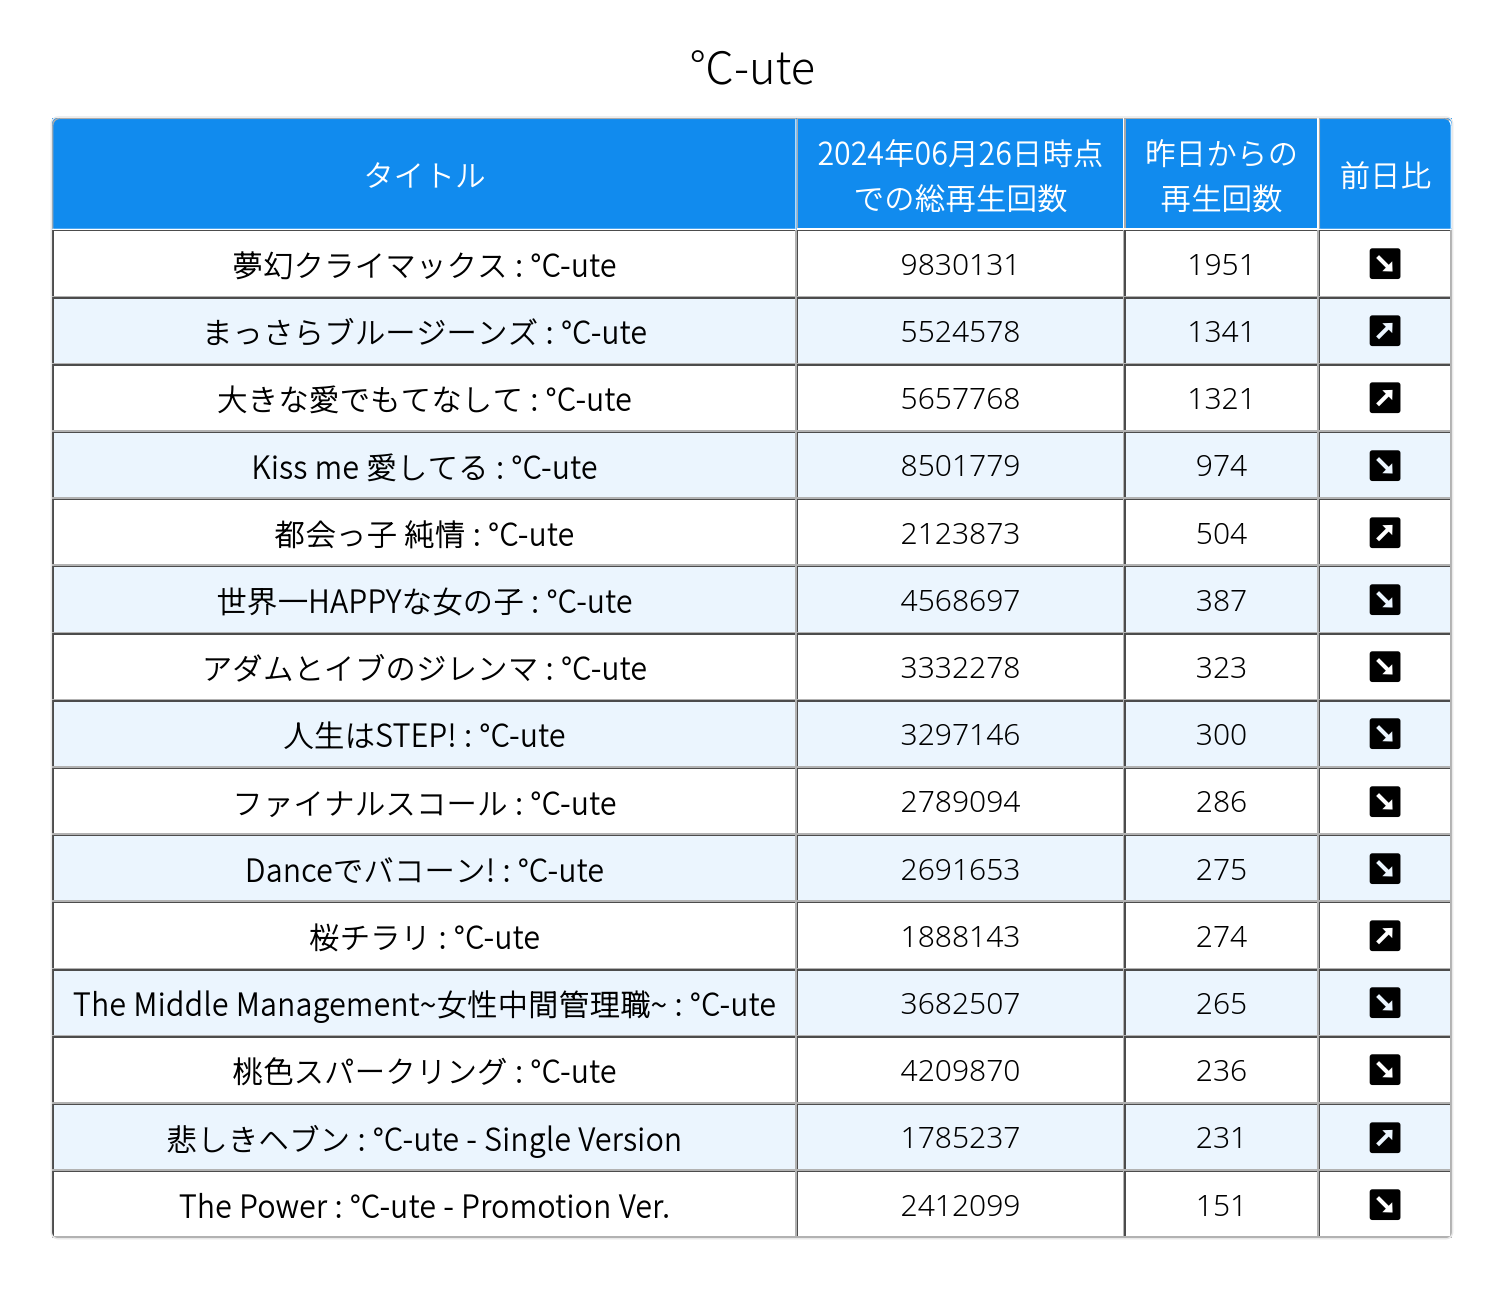 ℃-ute
タイトル 2024年06月26日時点 昨日からの 前日比
での総再生回数 再生回数
夢幻クライマックス : ℃-ute 9830131 1951
まっさらブルージーンズ : ℃-ute 5524578 1341
大きな愛でもてなして : ℃-ute 5657768 1321
Kiss me 愛してる : ℃-ute 8501779 974
都会っ子 純情 : ℃-ute 2123873 504
世界一HAPPYな女の子 : ℃-ute 4568697 387
アダムとイブのジレンマ : ℃-ute 3332278 323
人生はSTEP! : ℃-ute 3297146 300
ファイナルスコール : ℃-ute 2789094 286
Danceでバコーン! : ℃-ute 2691653 275
桜チラリ : ℃-ute 1888143 274
The Middle Management~女性中間管理職~ : ℃-ute 3682507 265
桃色スパークリング : ℃-ute 4209870 236
悲しきヘブン : ℃-ute - Single Version 1785237 231
The Power : ℃-ute - Promotion Ver. 2412099 151